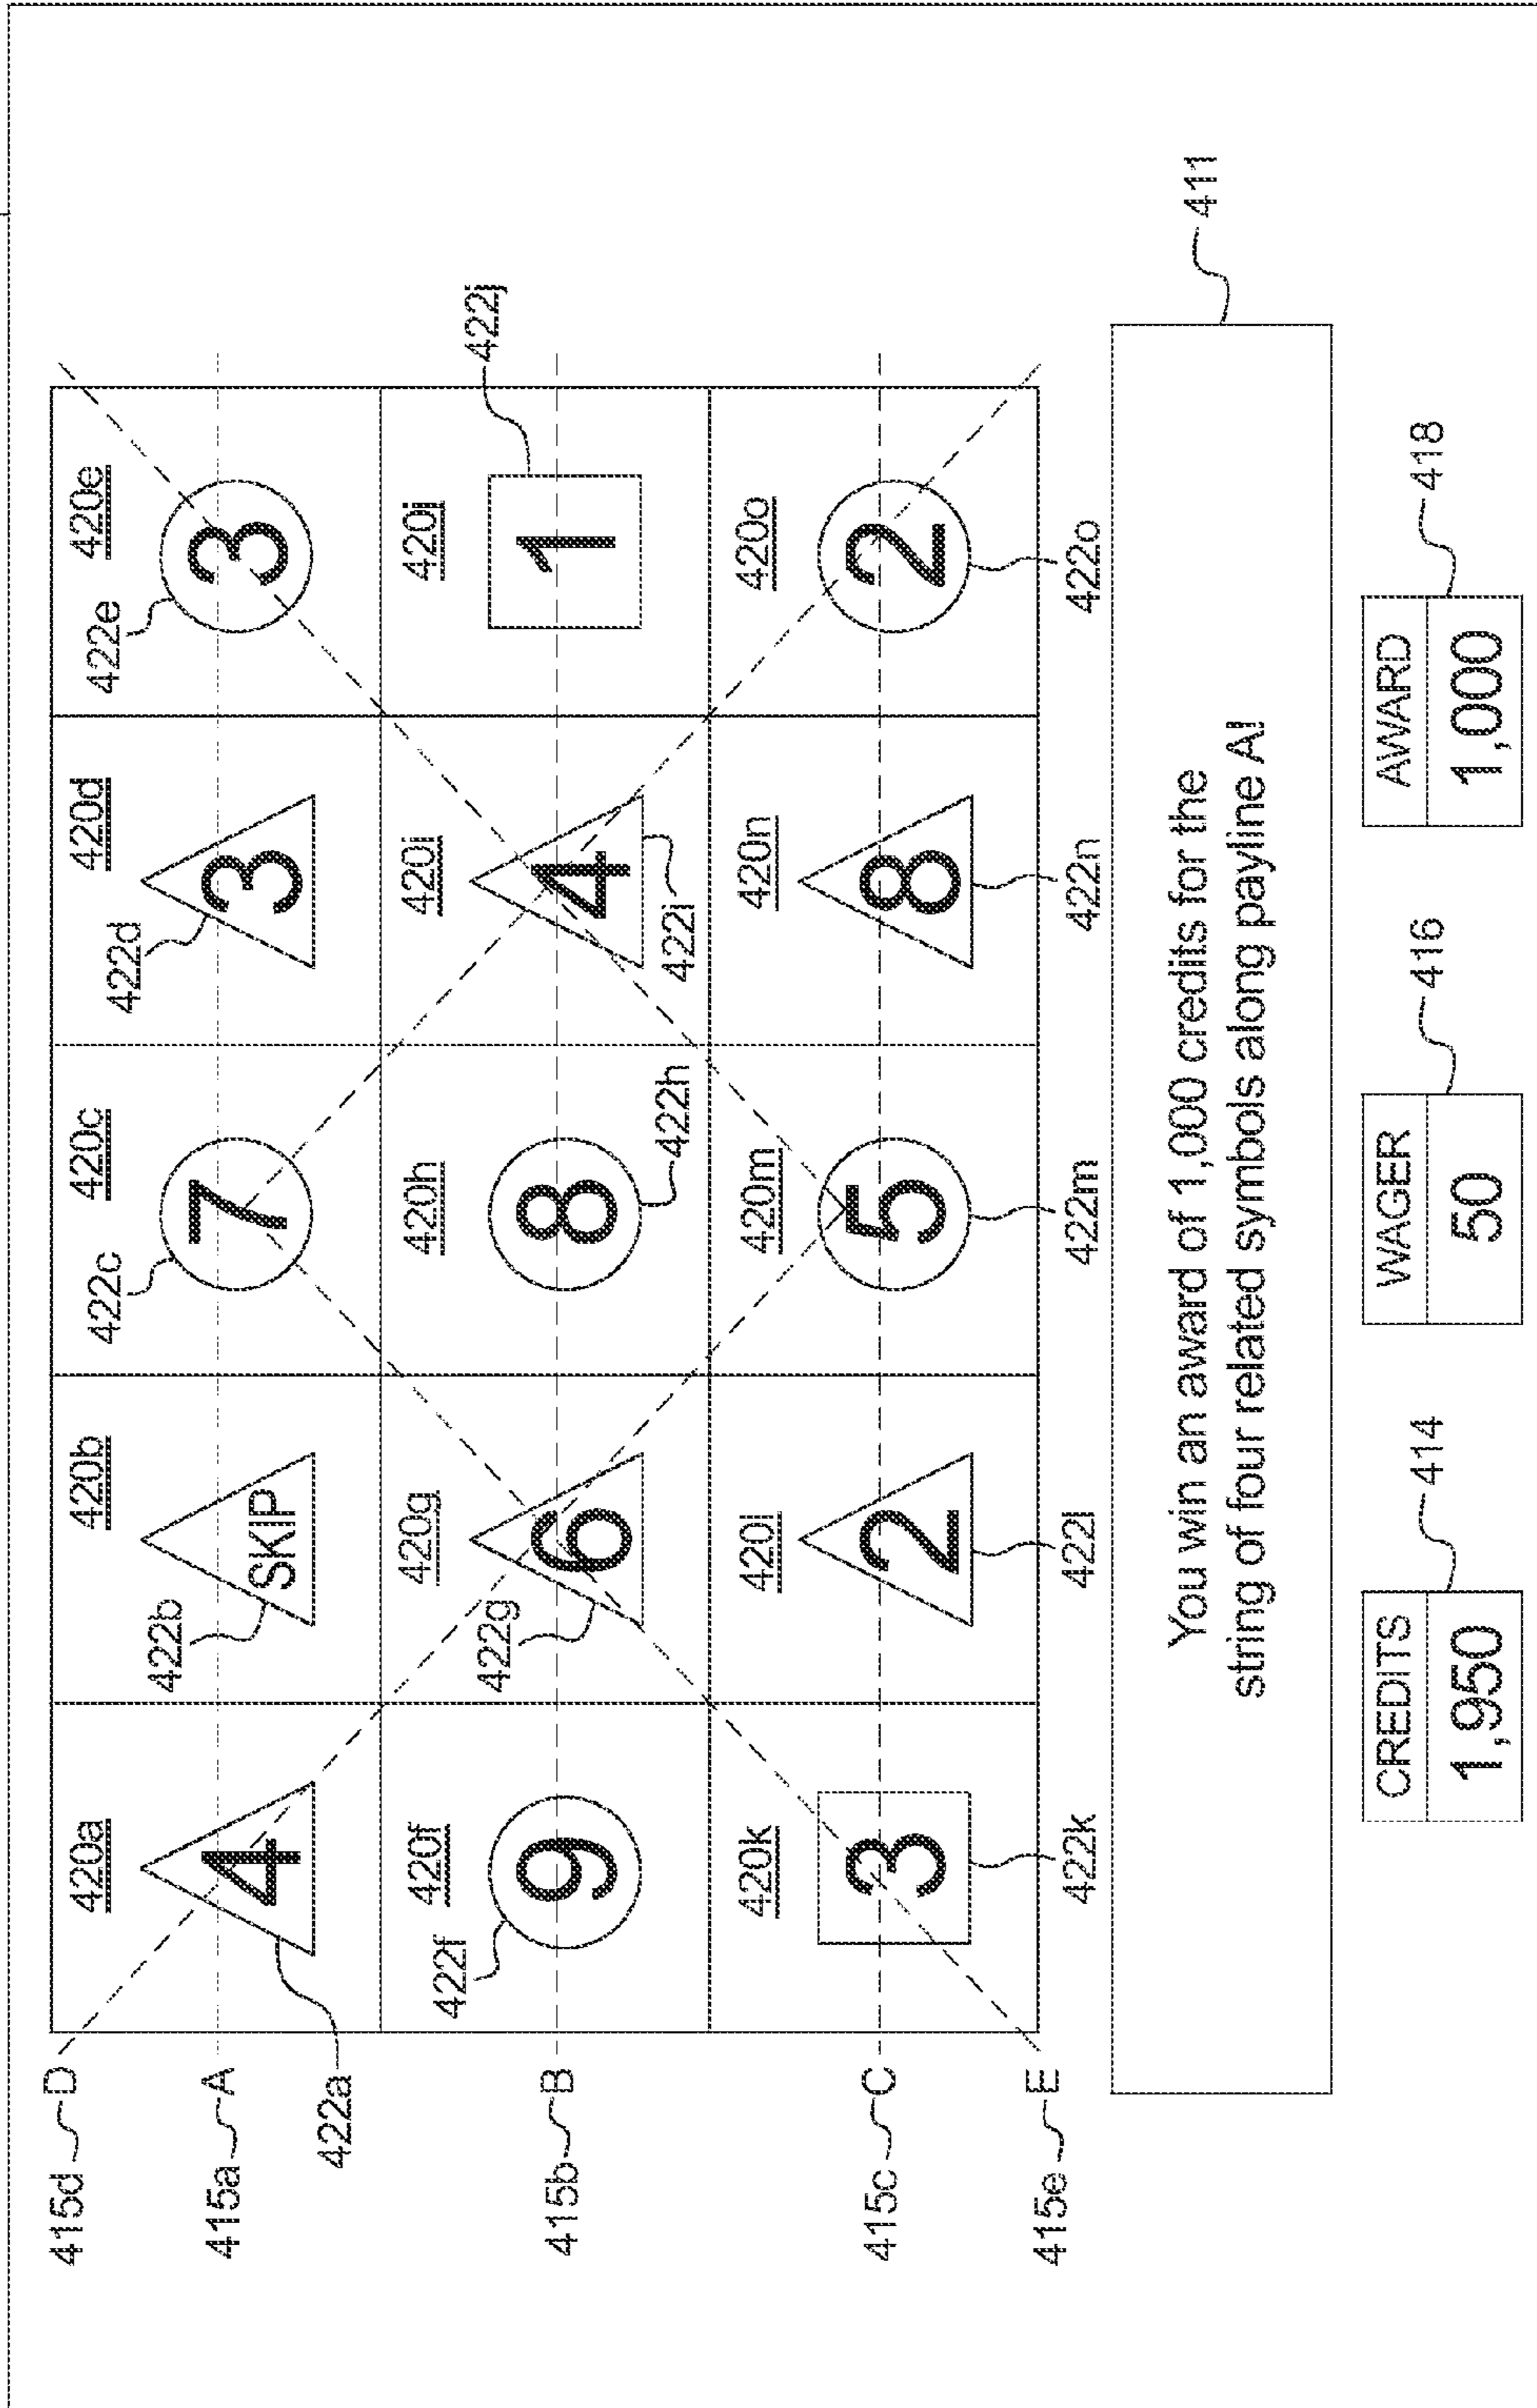 415d D
415a A
422a
415b B
415c C
415e E
420a 420b 420c 420d 420e
422b 422c 422d 422e
4 SKIP 7 3 3
420f 420g 420h 420i 420j
422f 422g 422j
9 6 8 4 1
422h 422i
420k 420l 420m 420n 420o
3 2 5 8 2
422k 422l 422m 422n 422o
You win an award of 1,000 credits for the
string of four related symbols along payline A!
411
CREDITS 414 WAGER 416 AWARD 418
1,950 50 1,000